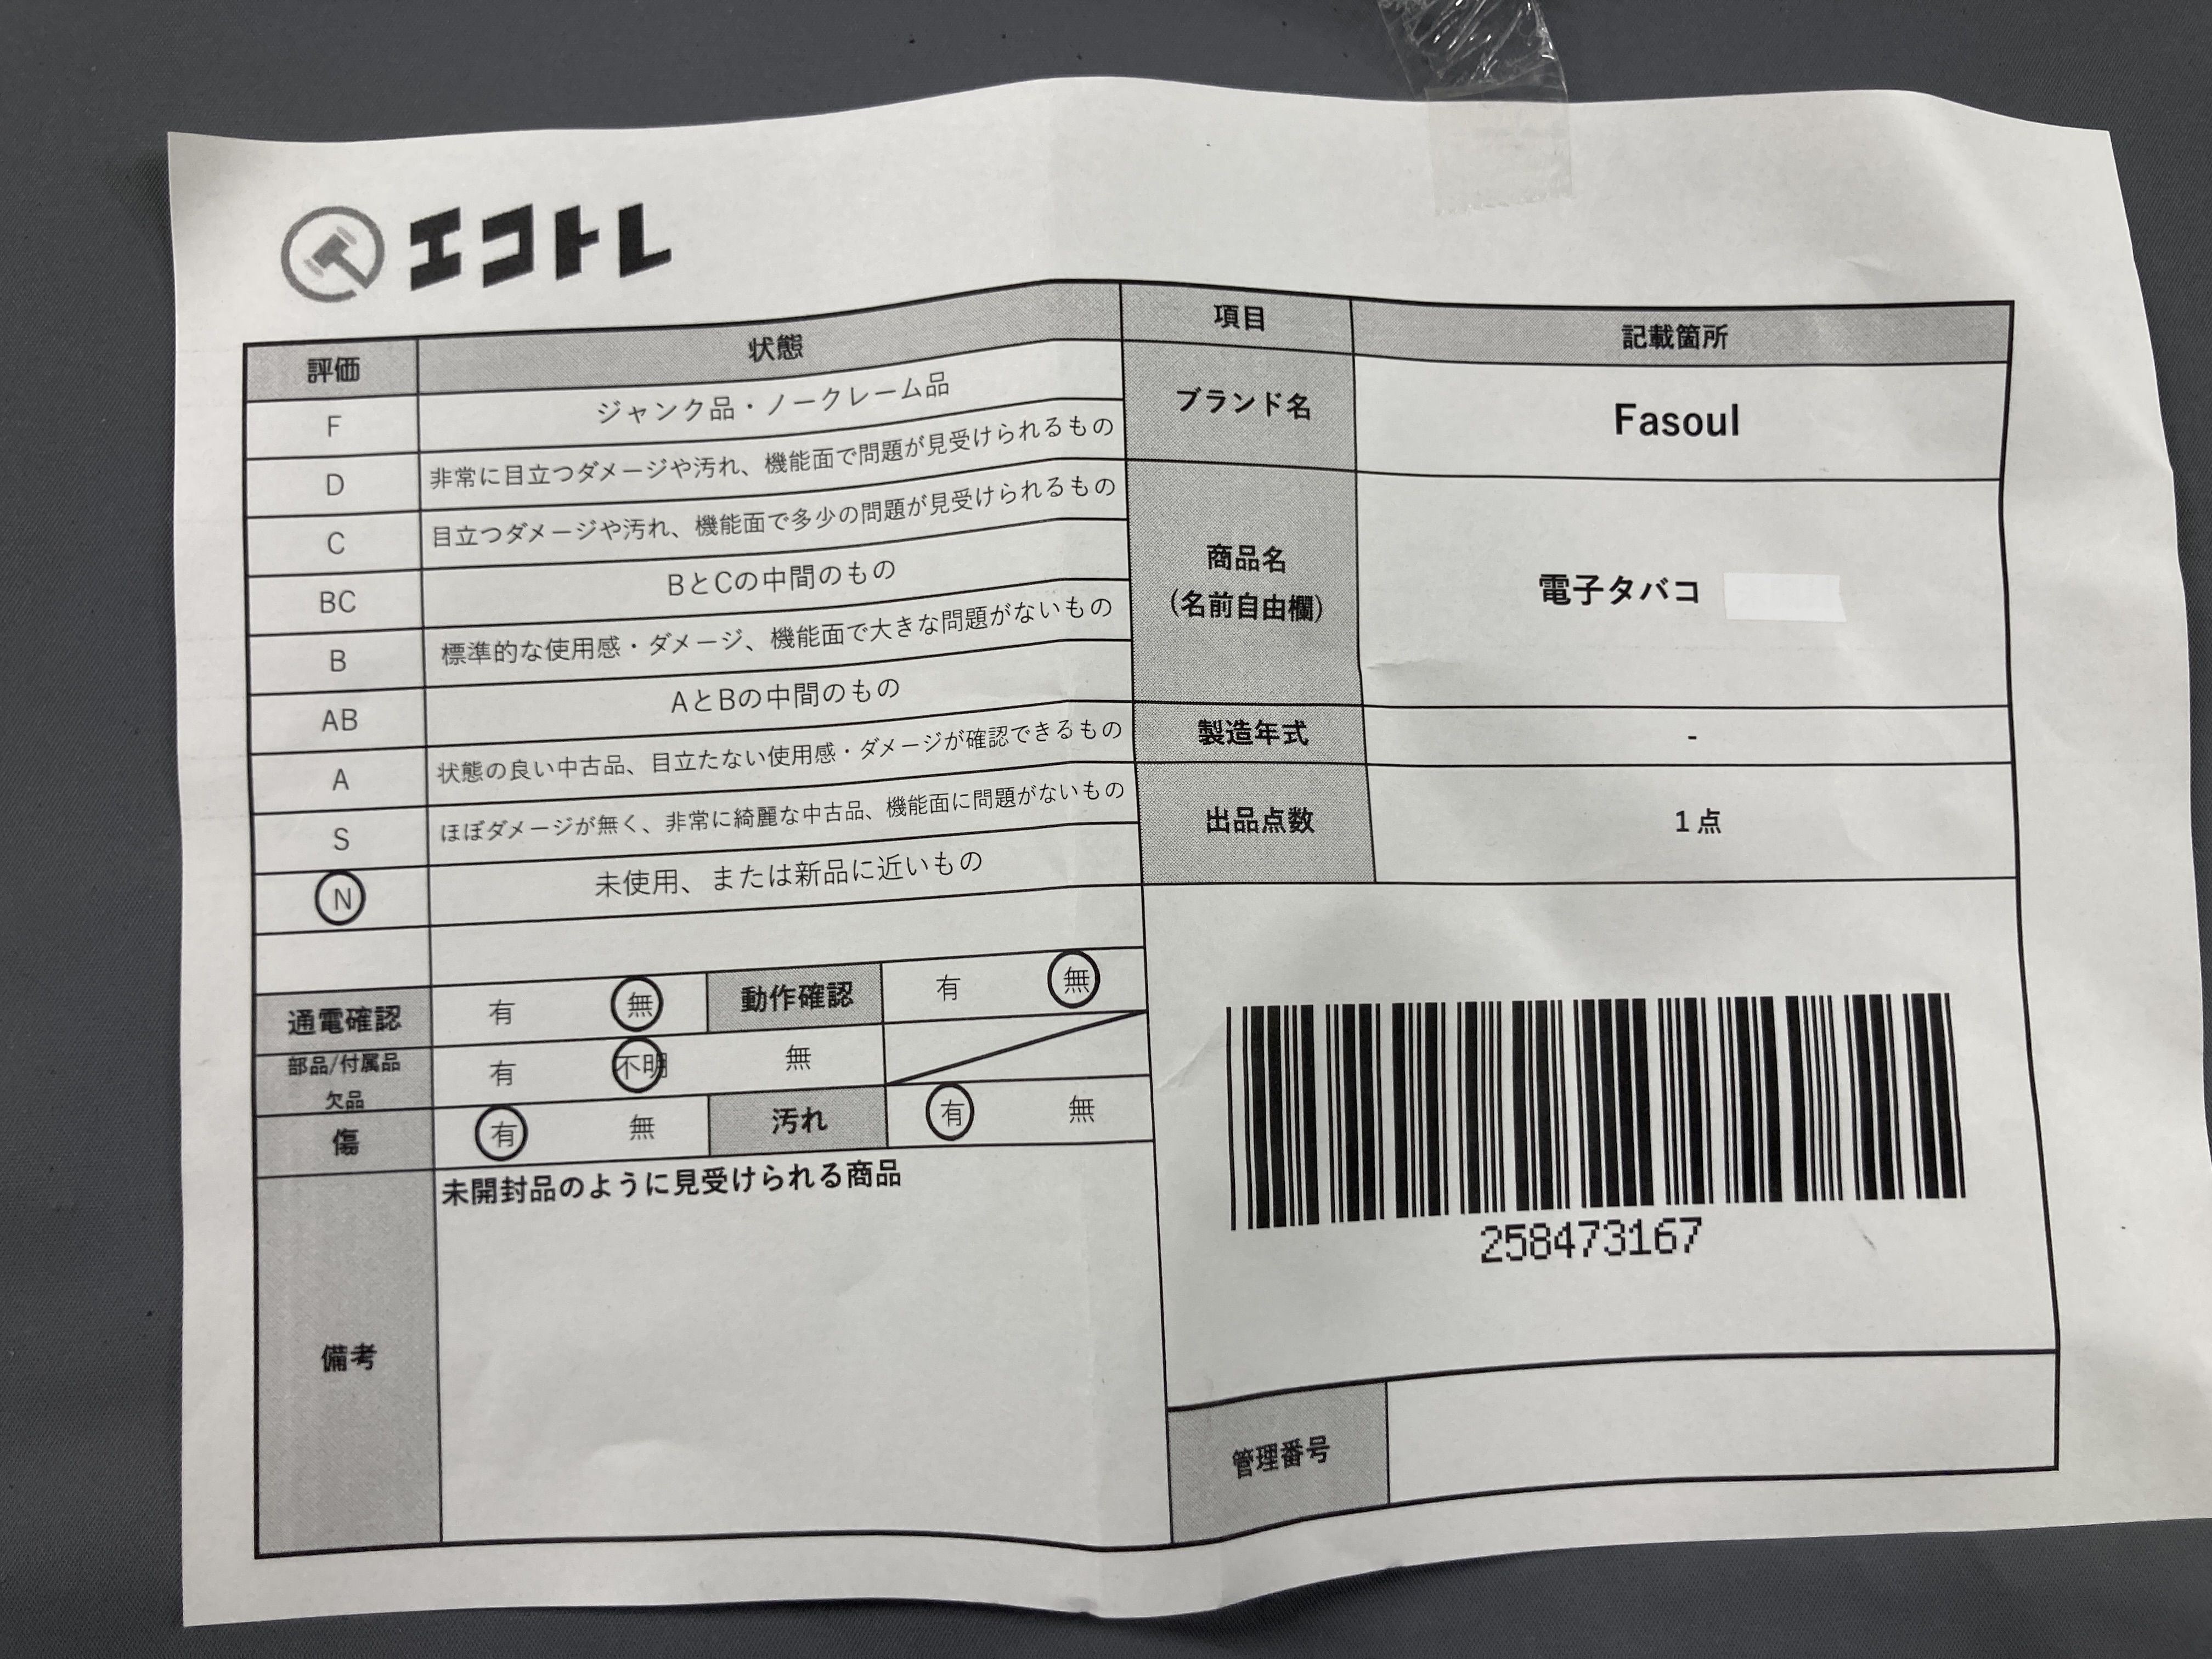 エコトレ
評価 状態
F ジャンク品・ノークレーム品
D 非常に目立つダメージや汚れ、機能面で問題が見受けられるもの
C 目立つダメージや汚れ、機能面で多少の問題が見受けられるもの
BC BとCの中間のもの
B 標準的な使用感・ダメージ、機能面で大きな問題がないもの
AB AとBの中間のもの
A 状態の良い中古品、目立たない使用感・ダメージが確認できるもの
S ほぼダメージが無く、非常に綺麗な中古品、機能面に問題がないもの
N 未使用、または新品に近いもの
通電確認 有 無 動作確認 有 無
部品/付属品
欠品 有 不明 無
傷 有 無 汚れ 有 無
備考 未開封品のように見受けられる商品
項目 記載箇所
ブランド名 Fasoul
商品名
(名前自由欄) 電子タバコ
製造年式 -
出品点数 1点
258473167
管理番号